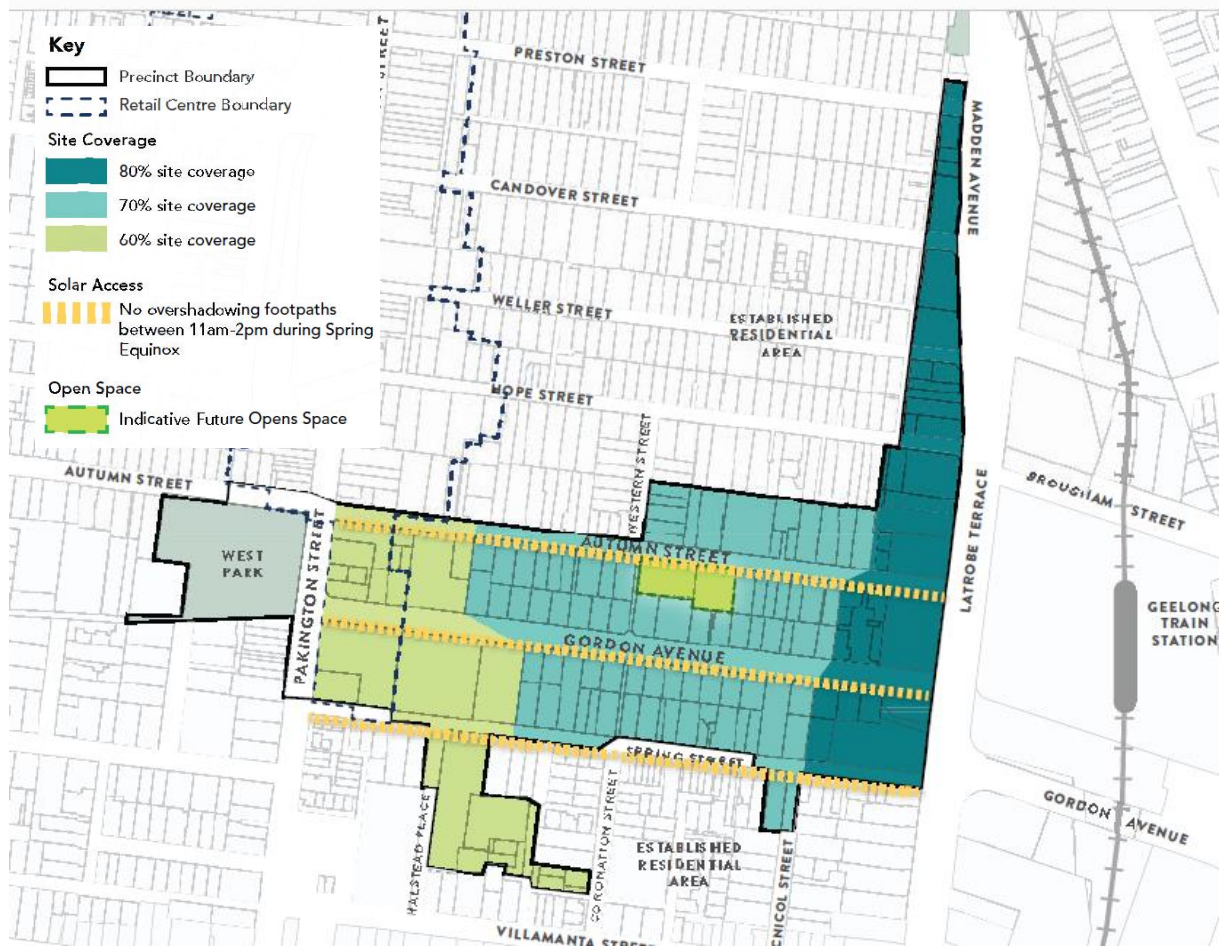 Key
Precinct Boundary
Retail Centre Boundary
Site Coverage
80% site coverage
70% site coverage
60% site coverage
Solar Access
No overshadowing footpaths
between 11am-2pm during Spring
Equinox
Open Space
Indicative Future Opens Space
PRESTON STREET
MADDEN AVENUE
CANDOVER STREET
WELLER STREET
ESTABLISHED
RESIDENTIAL
AREA
HOPE STREET
WESTERN STREET
AUTUMN STREET
BROUGHAM STREET
LATROBE TERRACE
PAKINGTON STREET
WEST
PARK
AUTUMN STREET
GEELONG
TRAIN
STATION
GORDON AVENUE
SPRING STREET
GORDON AVENUE
HALSTEAD PLACE
CORONATION STREET
ESTABLISHED
RESIDENTIAL
AREA
CNICOL STREET
VILLAMANTA STREET